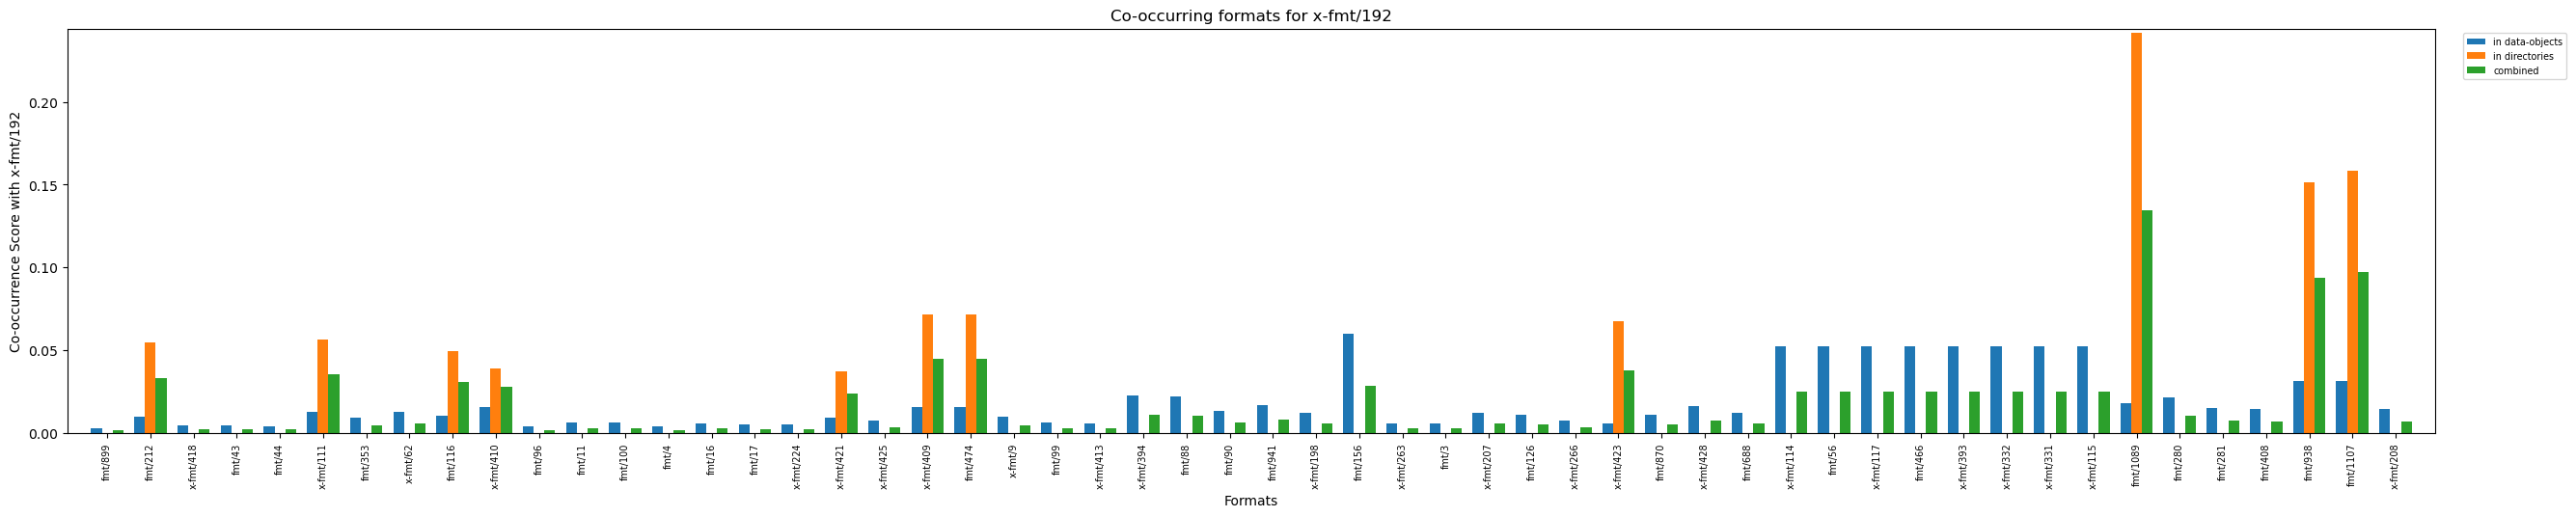 Co-occurring formats for x-fmt/192
in data-objects
in directories
combined
Co-occurrence Score with x-fmt/192
0.20
0.15
0.10
0.05
0.00
fmt/899
fmt/212
x-fmt/418
fmt/43
fmt/44
x-fmt/111
fmt/353
x-fmt/62
fmt/116
x-fmt/410
fmt/96
fmt/11
fmt/100
fmt/4
fmt/16
fmt/17
x-fmt/224
x-fmt/421
x-fmt/425
x-fmt/409
fmt/474
x-fmt/9
fmt/99
x-fmt/413
x-fmt/394
fmt/88
fmt/90
fmt/941
x-fmt/198
fmt/156
x-fmt/263
fmt/3
x-fmt/207
fmt/126
x-fmt/266
x-fmt/423
fmt/870
x-fmt/428
fmt/688
x-fmt/114
fmt/56
x-fmt/117
fmt/466
x-fmt/393
x-fmt/332
x-fmt/331
x-fmt/115
fmt/1089
fmt/280
fmt/281
fmt/408
fmt/938
fmt/1107
x-fmt/208
Formats